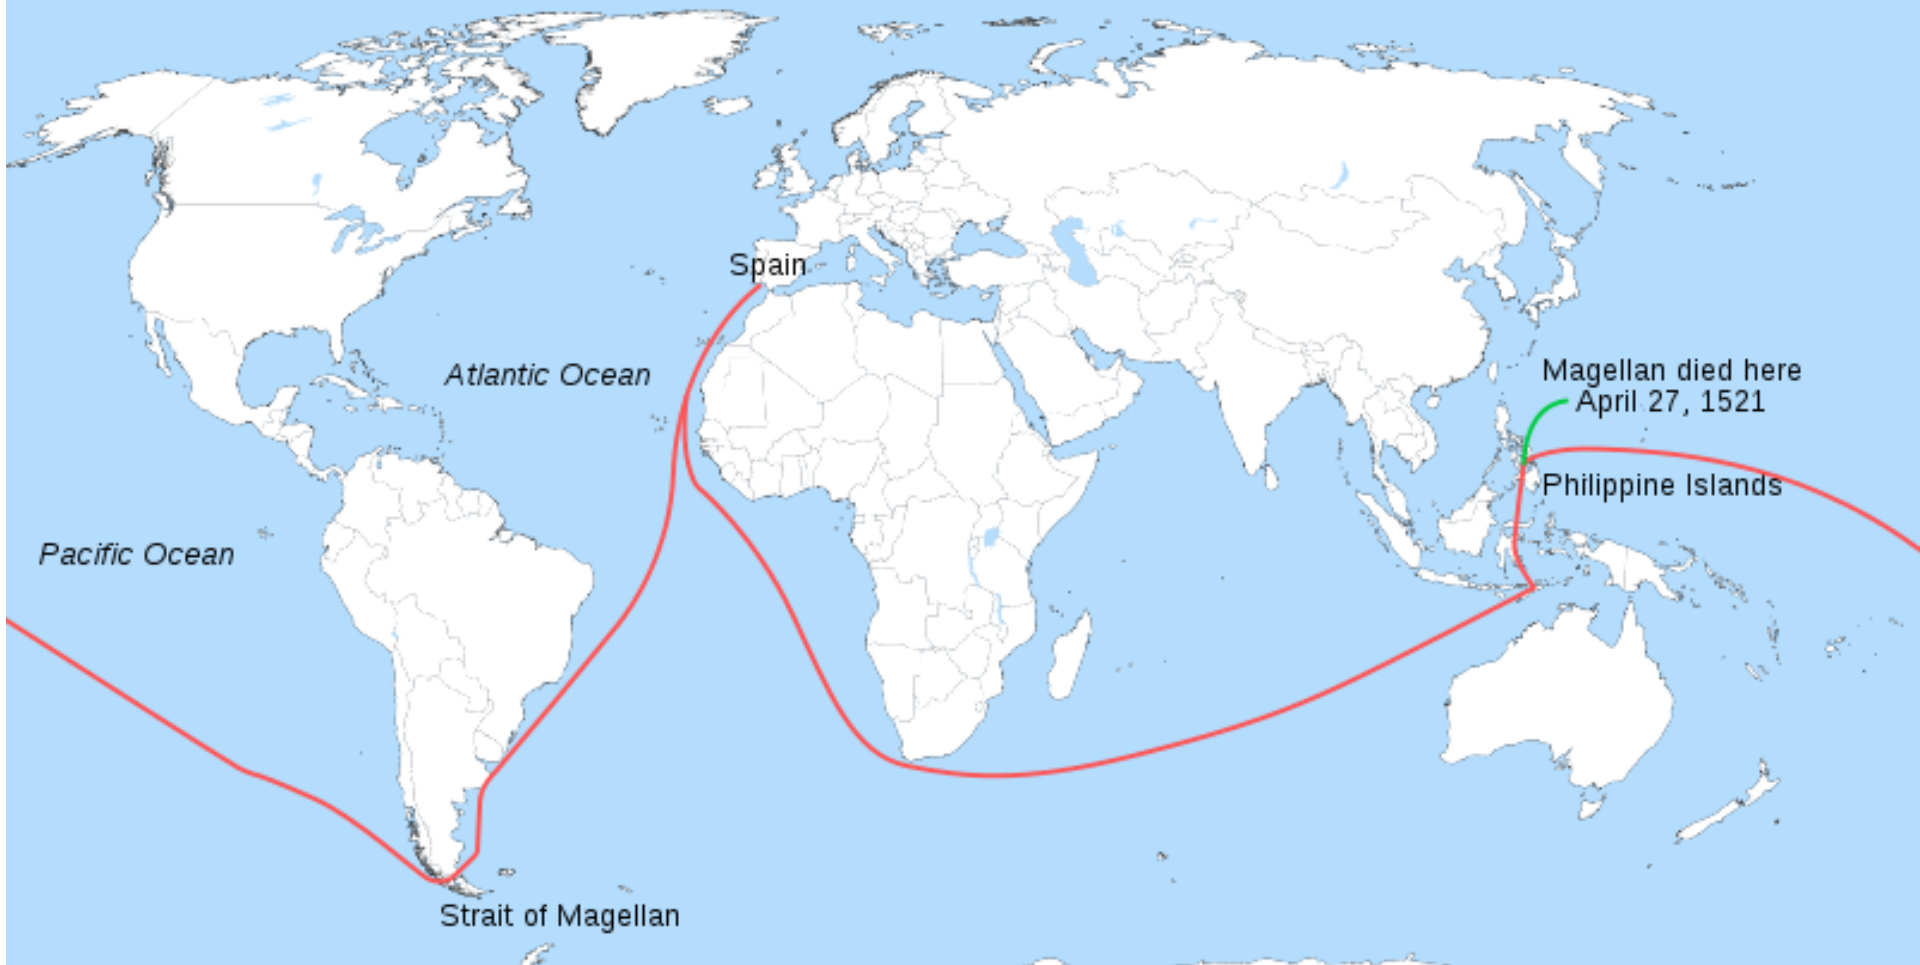 Spain
Atlantic Ocean
Magellan died here
April 27, 1521
Philippine Islands
Pacific Ocean
Strait of Magellan